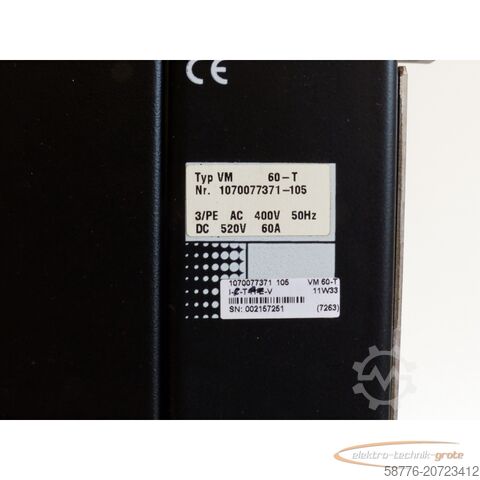 CE
Typ VM 60-T
Nr. 1070077371-105
3/PE AC 400V 50Hz
DC 520V 60A
1070077371 105 VM 60-T
11W33
SN: 002157251 (7263)
elektro-technik-grote
58776-20723412